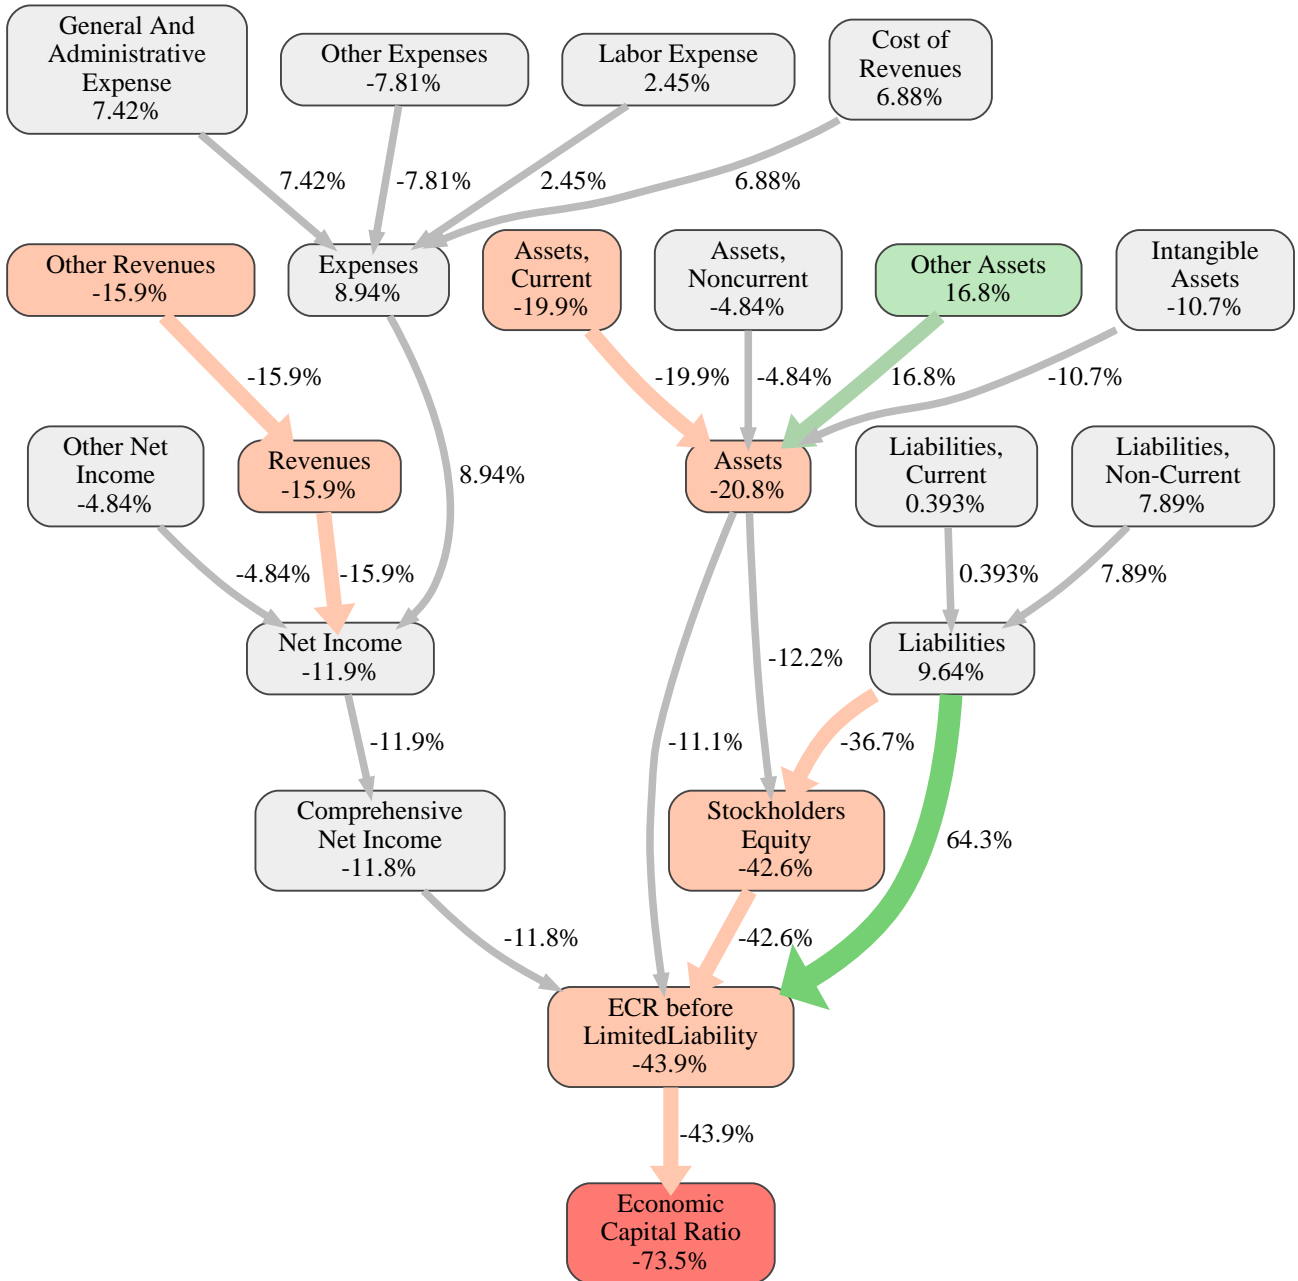 General And
Administrative
Expense
7.42%
Other Expenses
-7.81%
Labor Expense
2.45%
Cost of
Revenues
6.88%
7.42%
-7.81%
2.45%
6.88%
Other Revenues
-15.9%
Expenses
8.94%
Assets,
Current
-19.9%
Assets,
Noncurrent
-4.84%
Other Assets
16.8%
Intangible
Assets
-10.7%
-15.9%
-19.9%
-4.84%
16.8%
-10.7%
Other Net
Income
-4.84%
Revenues
-15.9%
8.94%
Assets
-20.8%
Liabilities,
Current
0.393%
Liabilities,
Non-Current
7.89%
-4.84%
-15.9%
0.393%
7.89%
Net Income
-11.9%
-12.2%
Liabilities
9.64%
-11.9%
-11.1%
-36.7%
Comprehensive
Net Income
-11.8%
Stockholders
Equity
-42.6%
64.3%
-11.8%
-42.6%
ECR before
LimitedLiability
-43.9%
-43.9%
Economic
Capital Ratio
-73.5%